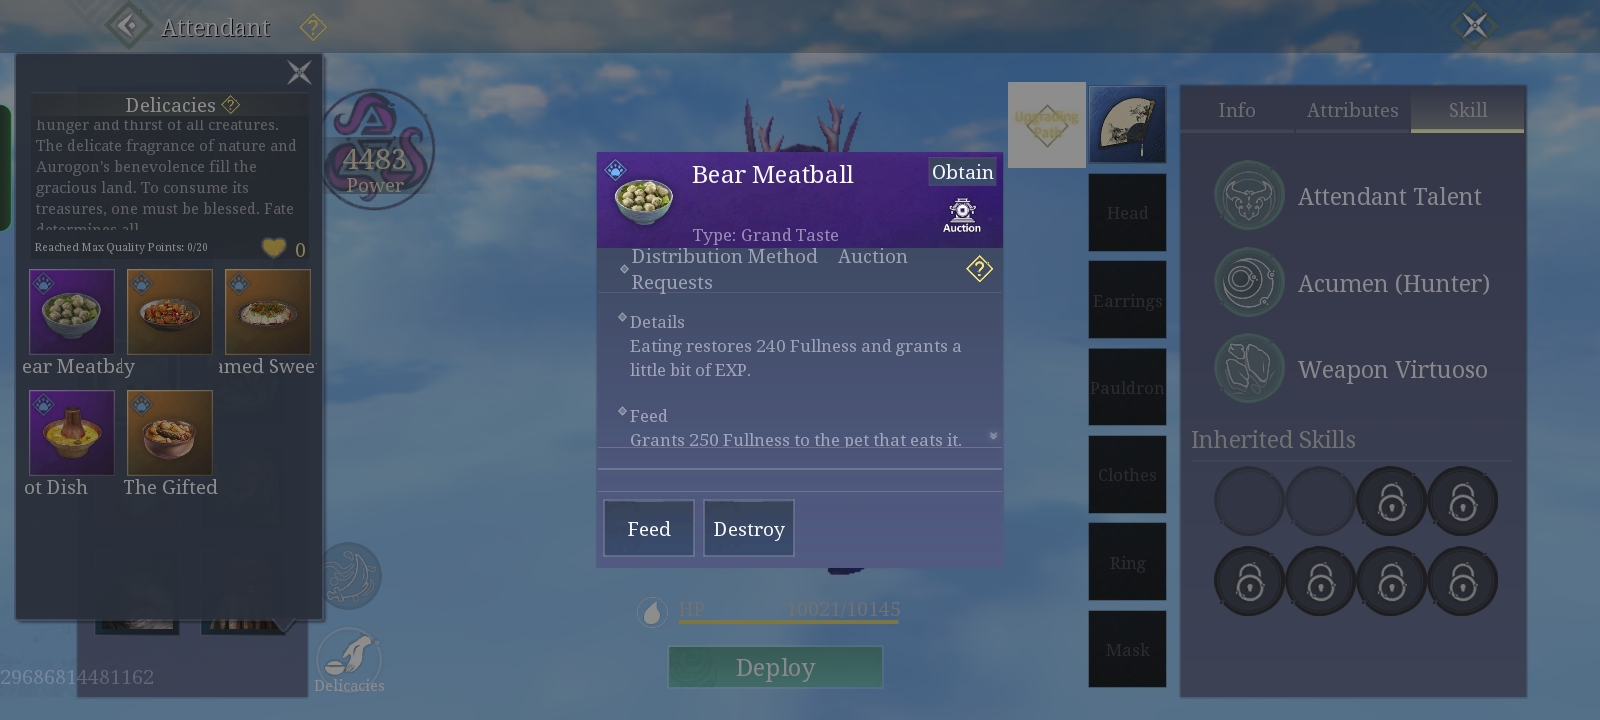 Attendant
Delicacies
hunger and thirst of all creatures.
The delicate fragrance of nature and
Aurogon's benevolence fill the
gracious land. To consume its
treasures, one must be blessed. Fate
determines all
Reached Max Quality Points: 0/20
0
ear Meatba
y
amed Swee
ot Dish
The Gifted
4483
Power
29686814481162
Delicacies
Bear Meatball
Obtain
Auction
Type: Grand Taste
Distribution Method Auction
Requests
Details
Eating restores 240 Fullness and grants a
little bit of EXP.
Feed
Grants 250 Fullness to the pet that eats it.
Feed
Destroy
HP 10021/10145
Deploy
Upgrading
Path
Head
Earrings
Pauldron
Clothes
Ring
Mask
Info
Attributes
Skill
Attendant Talent
Acumen (Hunter)
Weapon Virtuoso
Inherited Skills